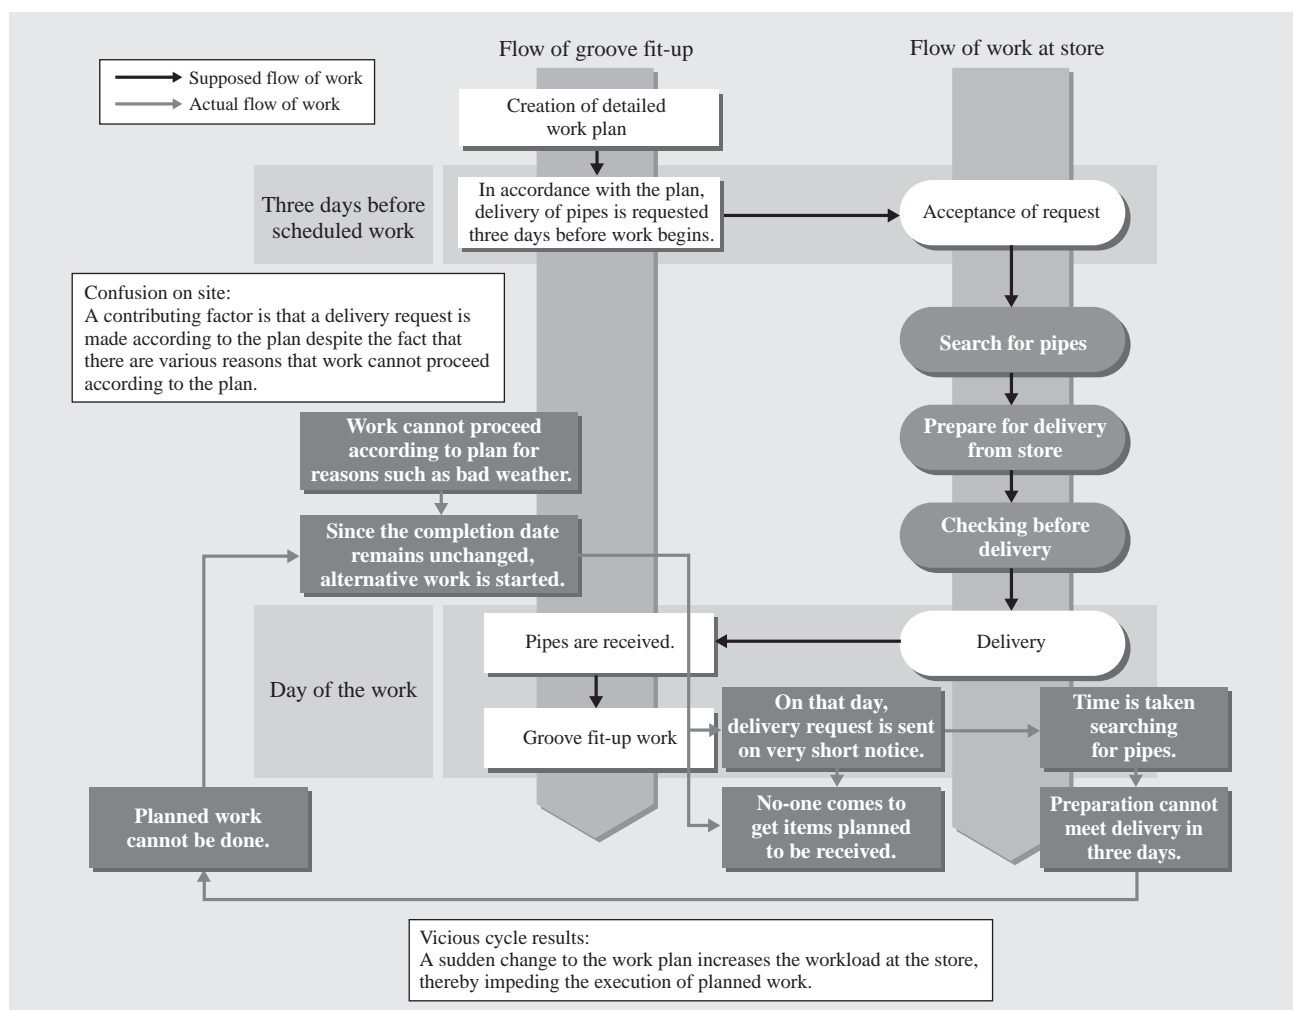 Flow of groove fit-up
Flow of work at store
Supposed flow of work
Actual flow of work
Creation of detailed
work plan
Three days before
scheduled work
In accordance with the plan,
delivery of pipes is requested
three days before work begins.
Acceptance of request
Confusion on site:
A contributing factor is that a delivery request is
made according to the plan despite the fact that
there are various reasons that work cannot proceed
according to the plan.
Search for pipes
Work cannot proceed
according to plan for
reasons such as bad weather.
Prepare for delivery
from store
Since the completion date
remains unchanged,
alternative work is started.
Checking before
delivery
Day of the work
Pipes are received.
Delivery
Groove fit-up work
On that day,
delivery request is sent
on very short notice.
Time is taken
searching
for pipes.
Planned work
cannot be done.
No-one comes to
get items planned
to be received.
Preparation cannot
meet delivery in
three days.
Vicious cycle results:
A sudden change to the work plan increases the workload at the store,
thereby impeding the execution of planned work.